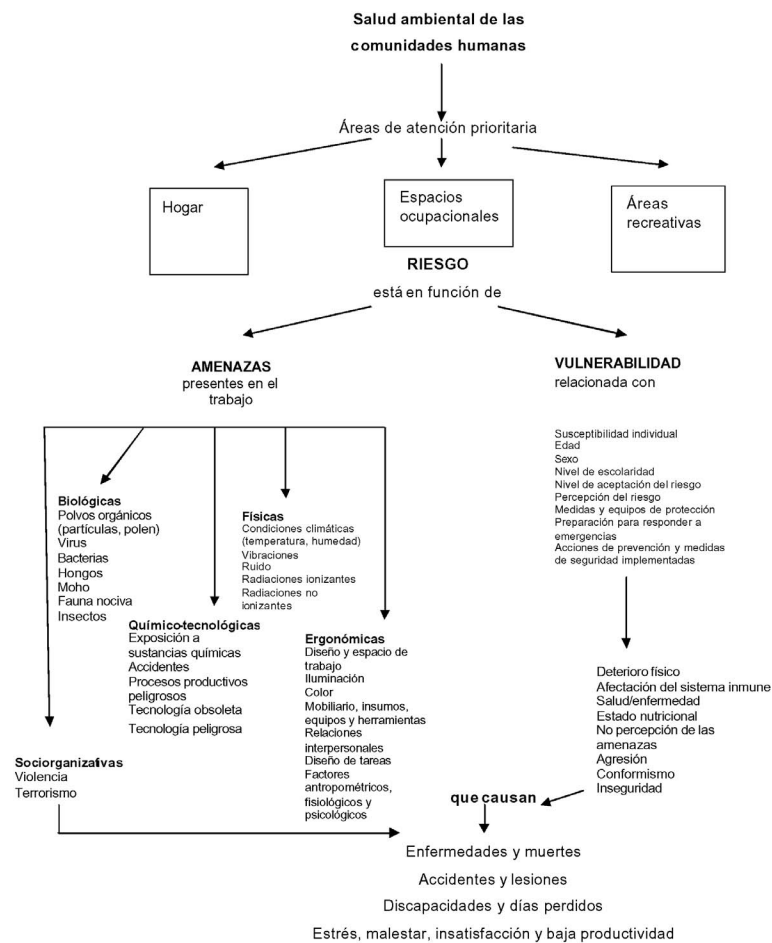 Salud ambiental de las
comunidades humanas
Áreas de atención prioritaria
Hogar
Espacios
ocupacionales
Áreas
recreativas
RIESGO
está en función de
AMENAZAS
presentes en el
trabajo
VULNERABILIDAD
relacionada con
Susceptibilidad individual
Edad
Sexo
Nivel de escolaridad
Nivel de aceptación del riesgo
Percepción del riesgo
Medidas y equipos de protección
Preparación para responder a
emergencias
Acciones de prevención y medidas
de seguridad implementadas
Biológicas
Polvos orgánicos
(partículas, polen)
Virus
Bacterias
Hongos
Moho
Fauna nociva
Insectos
Físicas
Condiciones climáticas
(temperatura, humedad)
Vibraciones
Ruido
Radiaciones ionizantes
Radiaciones no
ionizantes
Químico-tecnológicas
Exposición a
sustancias químicas
Accidentes
Procesos productivos
peligrosos
Tecnología obsoleta
Tecnología peligrosa
Ergonómicas
Diseño y espacio de
trabajo
Iluminación
Color
Mobiliario, insumos,
equipos y herramientas
Relaciones
interpersonales
Diseño de tareas
Factores
antropométricos,
fisiológicos y
psicológicos
Deterioro físico
Afectación del sistema inmune
Salud/enfermedad
Estado nutricional
No percepción de las
amenazas
Agresión
Conformismo
Inseguridad
Sociorganizativas
Violencia
Terrorismo
que causan
Enfermedades y muertes
Accidentes y lesiones
Discapacidades y días perdidos
Estrés, malestar, insatisfacción y baja productividad